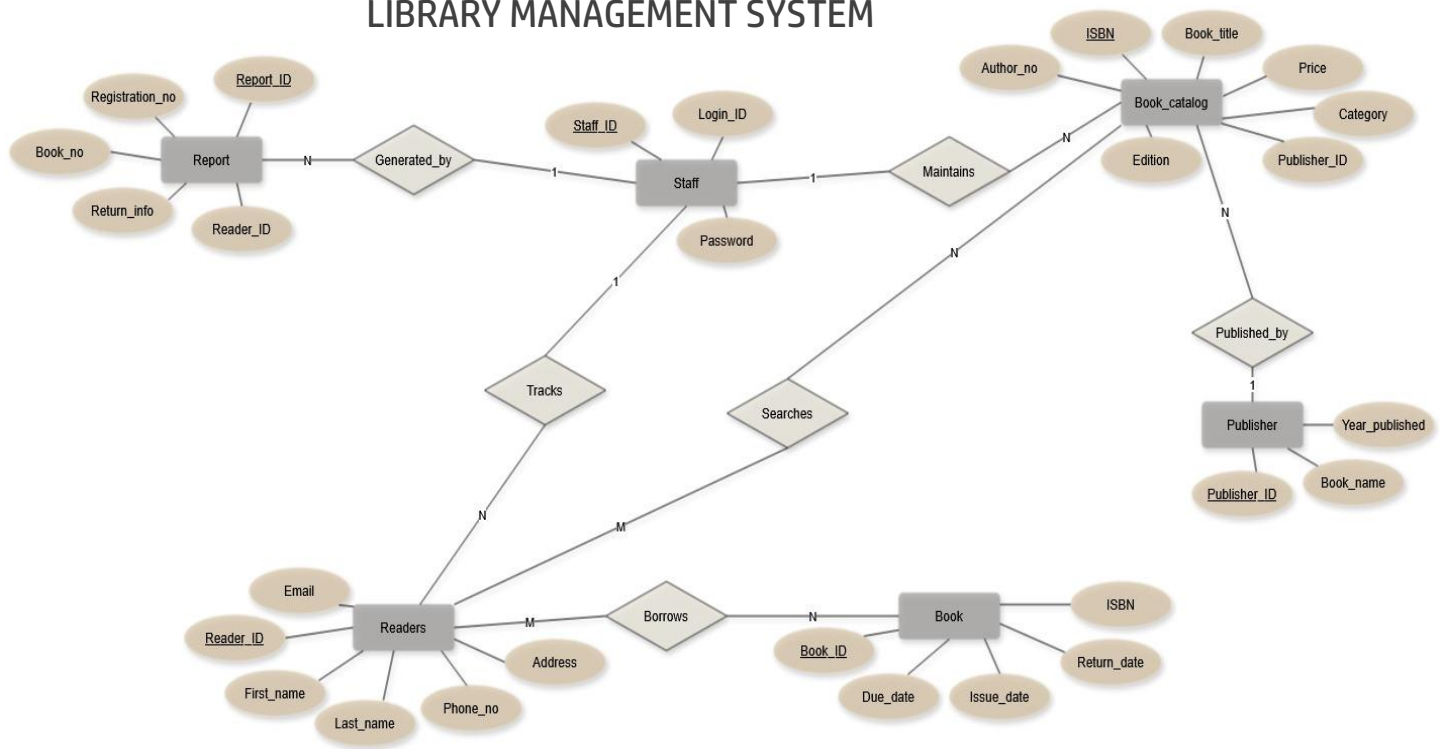 LIBRARY MANAGEMENT SYSTEM
ISBN
Book_title
Author_no
Price
Report_ID
Registration_no
Book_catalog
Category
Login_ID
Staff_ID
N
Book_no
Report
N
Generated_by
1
Staff
1
Maintains
Edition
Publisher_ID
Return_info
Reader_ID
Password
N
N
1
Published_by
Tracks
Searches
1
Publisher
Year_published
Book_name
Publisher_ID
N
M
Email
Readers
M
Borrows
N
Book
ISBN
Reader_ID
Book_ID
Address
Return_date
First_name
Last_name
Phone_no
Due_date
Issue_date